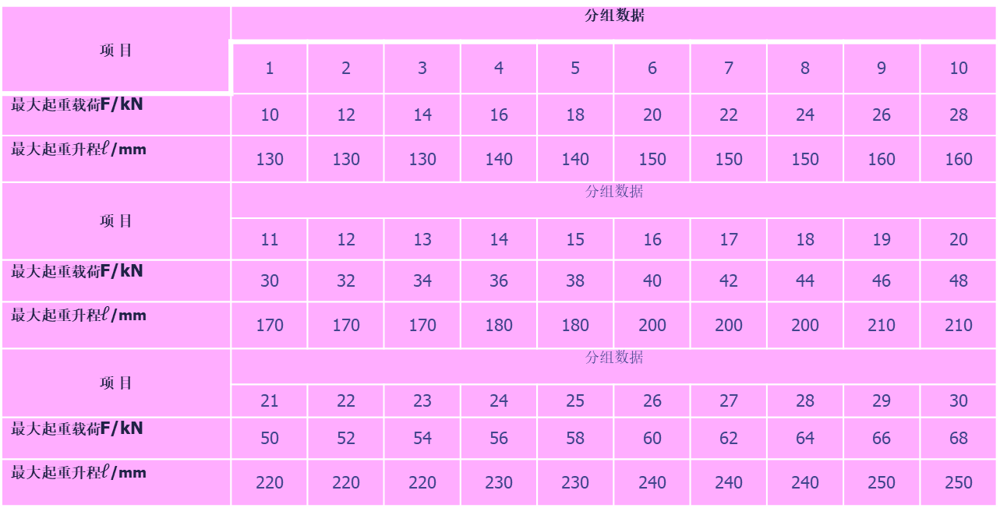 项 目 分组数据
1 2 3 4 5 6 7 8 9 10
最大起重载荷F/kN 10 12 14 16 18 20 22 24 26 28
最大起重升程ℓ/mm 130 130 130 140 140 150 150 150 160 160
项 目 分组数据
11 12 13 14 15 16 17 18 19 20
最大起重载荷F/kN 30 32 34 36 38 40 42 44 46 48
最大起重升程ℓ/mm 170 170 170 180 180 200 200 200 210 210
项 目 分组数据
21 22 23 24 25 26 27 28 29 30
最大起重载荷F/kN 50 52 54 56 58 60 62 64 66 68
最大起重升程ℓ/mm 220 220 220 230 230 240 240 240 250 250